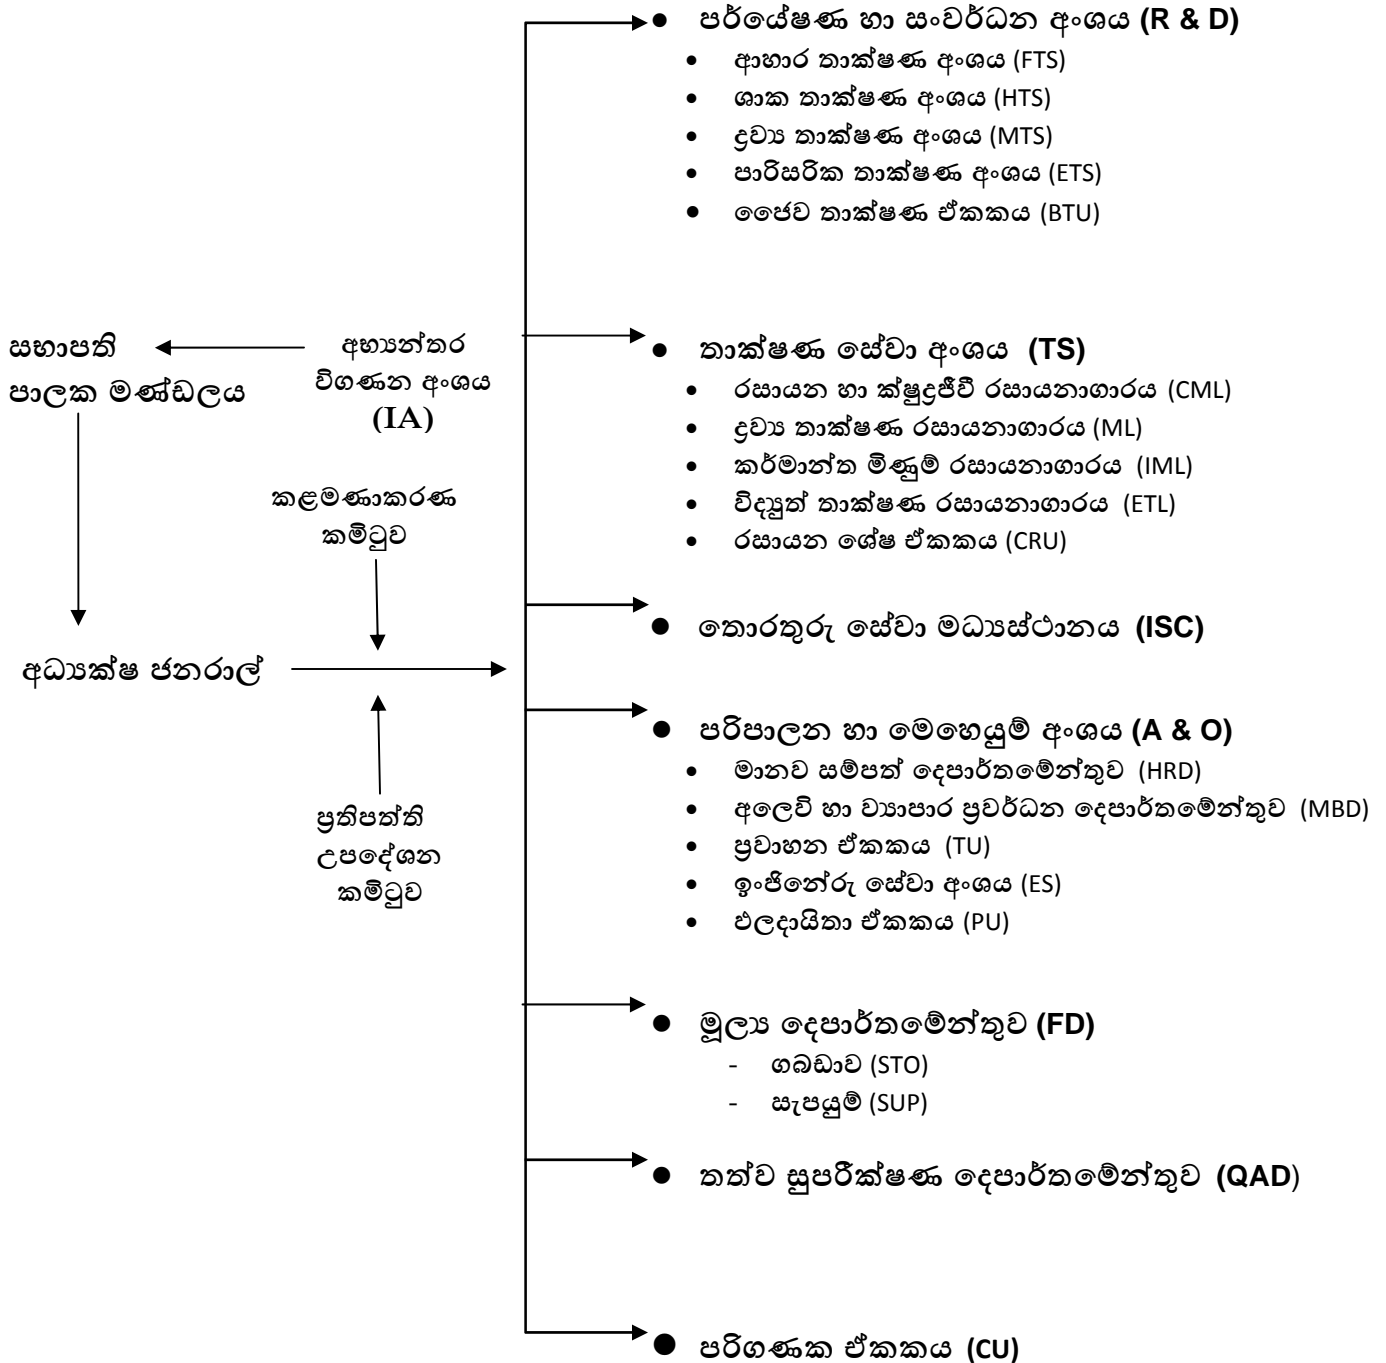 පර්යේෂණ හා සංවර්ධන අංශය (R & D)
ආහාර තාක්ෂණ අංශය (FTS)
ශාක තාක්ෂණ අංශය (HTS)
ද්‍රව්‍ය තාක්ෂණ අංශය (MTS)
පාරිසරික තාක්ෂණ අංශය (ETS)
ජෛව තාක්ෂණ ඒකකය (BTU)
සභාපති
පාලක මණ්ඩලය
අභ්‍යන්තර
විගණන අංශය
(IA)
තාක්ෂණ සේවා අංශය (TS)
රසායන හා ක්ෂුද්‍රජීවී රසායනාගාරය (CML)
ද්‍රව්‍ය තාක්ෂණ රසායනාගාරය (ML)
කර්මාන්ත මිණුම් රසායනාගාරය (IML)
විද්‍යුත් තාක්ෂණ රසායනාගාරය (ETL)
රසායන ශේෂ ඒකකය (CRU)
කළමණාකරණ
කමිටුව
තොරතුරු සේවා මධ්‍යස්ථානය (ISC)
අධ්‍යක්ෂ ජනරාල්
පරිපාලන හා මෙහෙයුම් අංශය (A & O)
මානව සම්පත් දෙපාර්තමේන්තුව (HRD)
අලෙවි හා ව්‍යාපාර ප්‍රවර්ධන දෙපාර්තමේන්තුව (MBD)
ප්‍රවාහන ඒකකය (TU)
ඉංජිනේරු සේවා අංශය (ES)
ඵලදායිතා ඒකකය (PU)
ප්‍රතිපත්ති
උපදේශන
කමිටුව
මූල්‍ය දෙපාර්තමේන්තුව (FD)
- ගබඩාව (STO)
- සැපයුම් (SUP)
තත්ව සුපරීක්ෂණ දෙපාර්තමේන්තුව (QAD)
පරිගණක ඒකකය (CU)